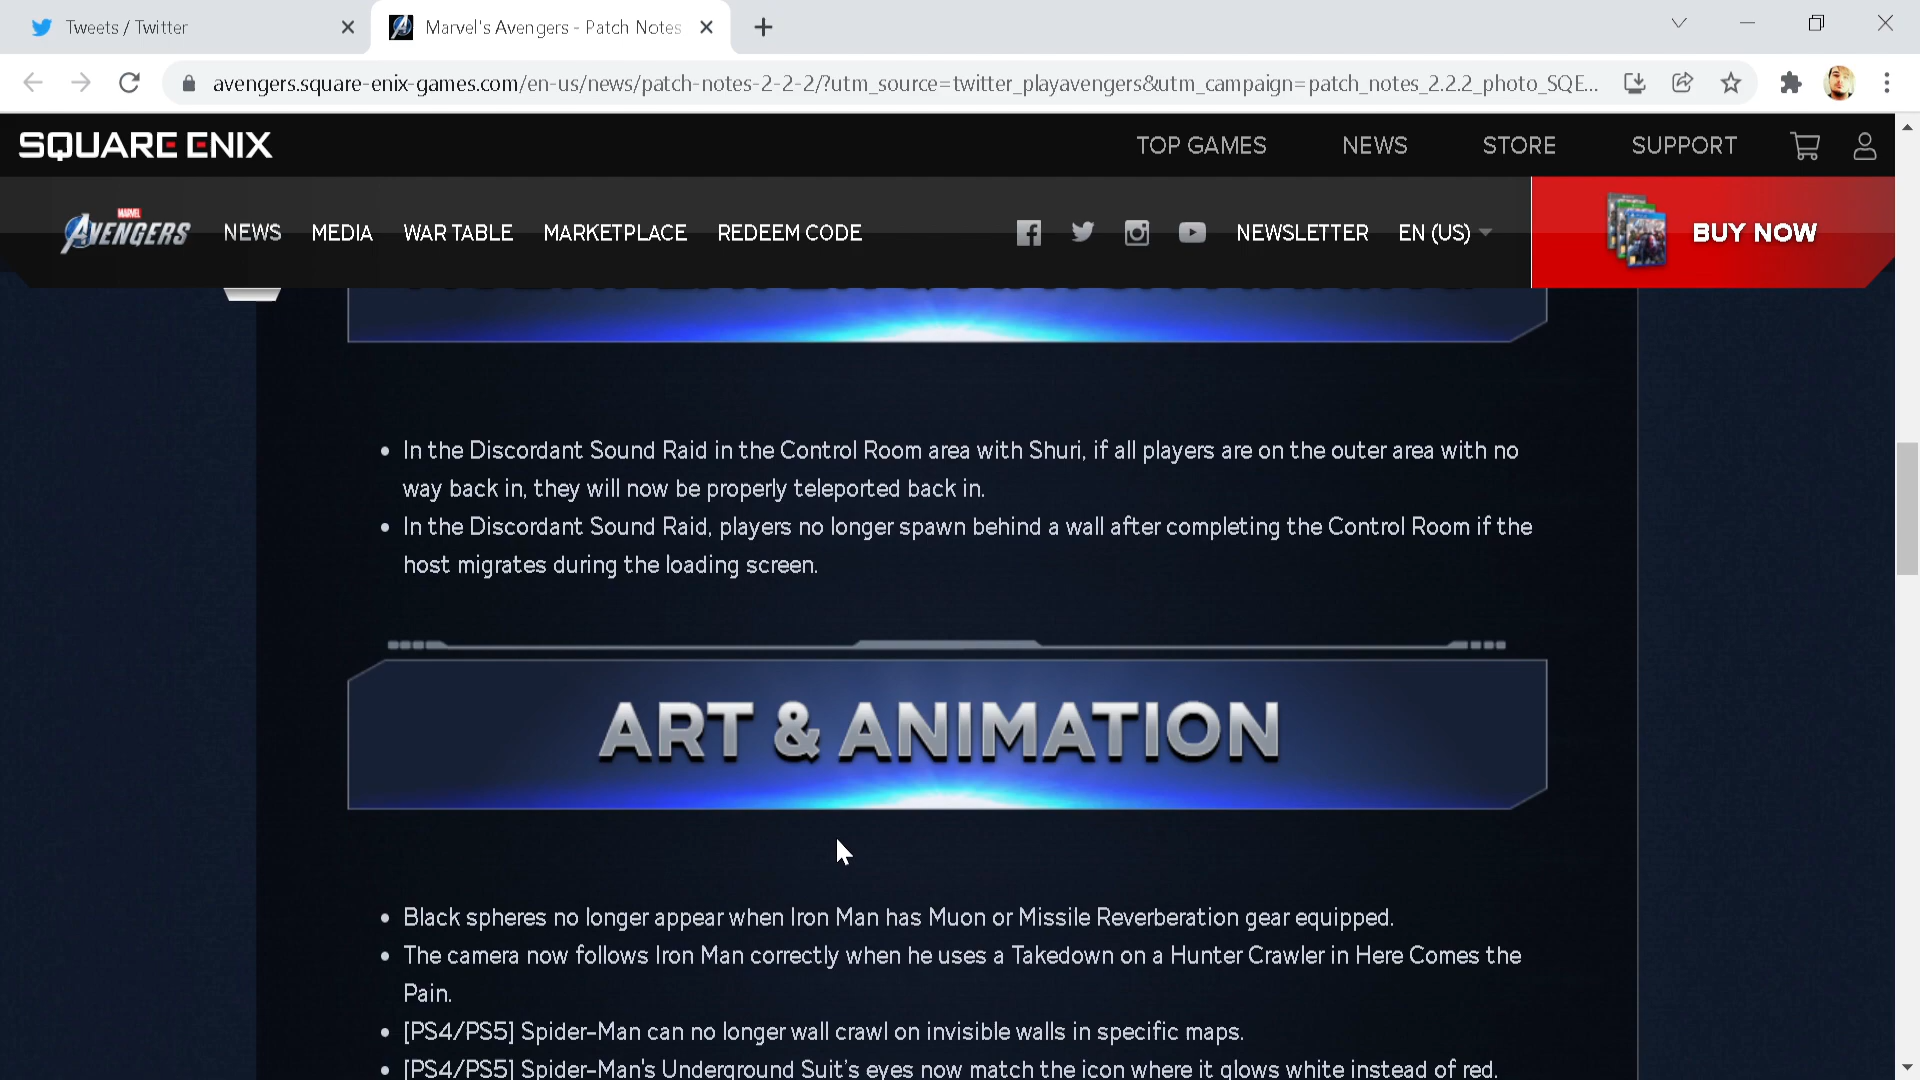 Tweets / Twitter
Marvel's Avengers - Patch Notes
avengers.square-enix-games.com/en-us/news/patch-notes-2-2-2/?utm_source=twitter_playavengers&utm_campaign=patch_notes_2.2.2_photo_SQE...
SQUARE ENIX
TOP GAMES
NEWS
STORE
SUPPORT
MARVEL
AVENGERS
NEWS
MEDIA
WAR TABLE
MARKETPLACE
REDEEM CODE
NEWSLETTER
EN (US)
BUY NOW
• In the Discordant Sound Raid in the Control Room area with Shuri, if all players are on the outer area with no
way back in, they will now be properly teleported back in.
• In the Discordant Sound Raid, players no longer spawn behind a wall after completing the Control Room if the
host migrates during the loading screen.
ART & ANIMATION
• Black spheres no longer appear when Iron Man has Muon or Missile Reverberation gear equipped.
• The camera now follows Iron Man correctly when he uses a Takedown on a Hunter Crawler in Here Comes the
Pain.
• [PS4/PS5] Spider-Man can no longer wall crawl on invisible walls in specific maps.
• [PS4/PS5] Spider-Man's Underground Suit's eyes now match the icon where it glows white instead of red.